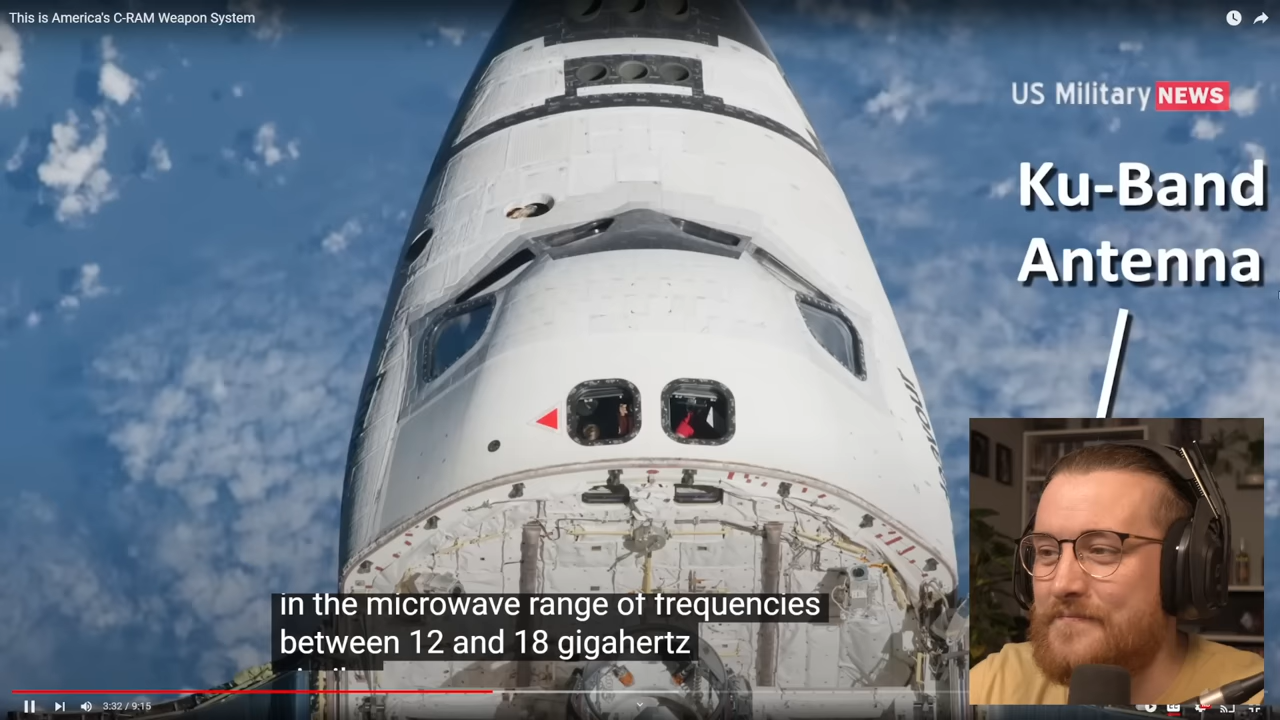 This is America's C-RAM Weapon System
US Military NEWS
Ku-Band
Antenna
in the microwave range of frequencies
between 12 and 18 gigahertz
3:32 / 9:15